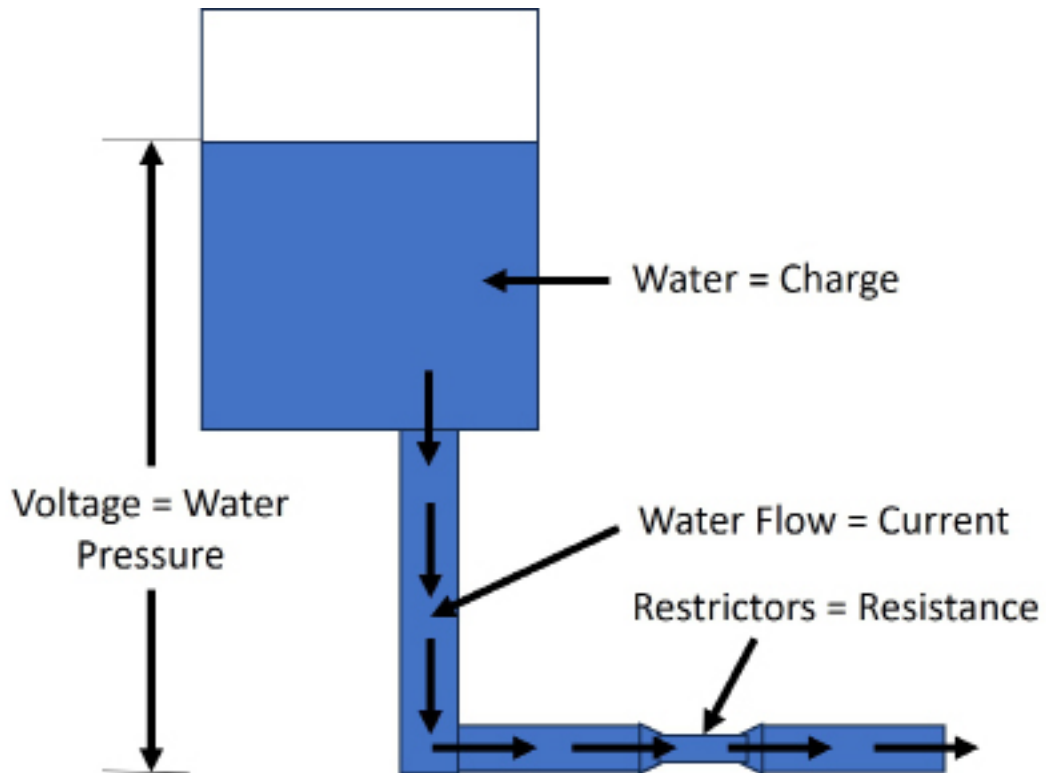 Water = Charge
Voltage = Water
Pressure
Water Flow = Current
Restrictors = Resistance